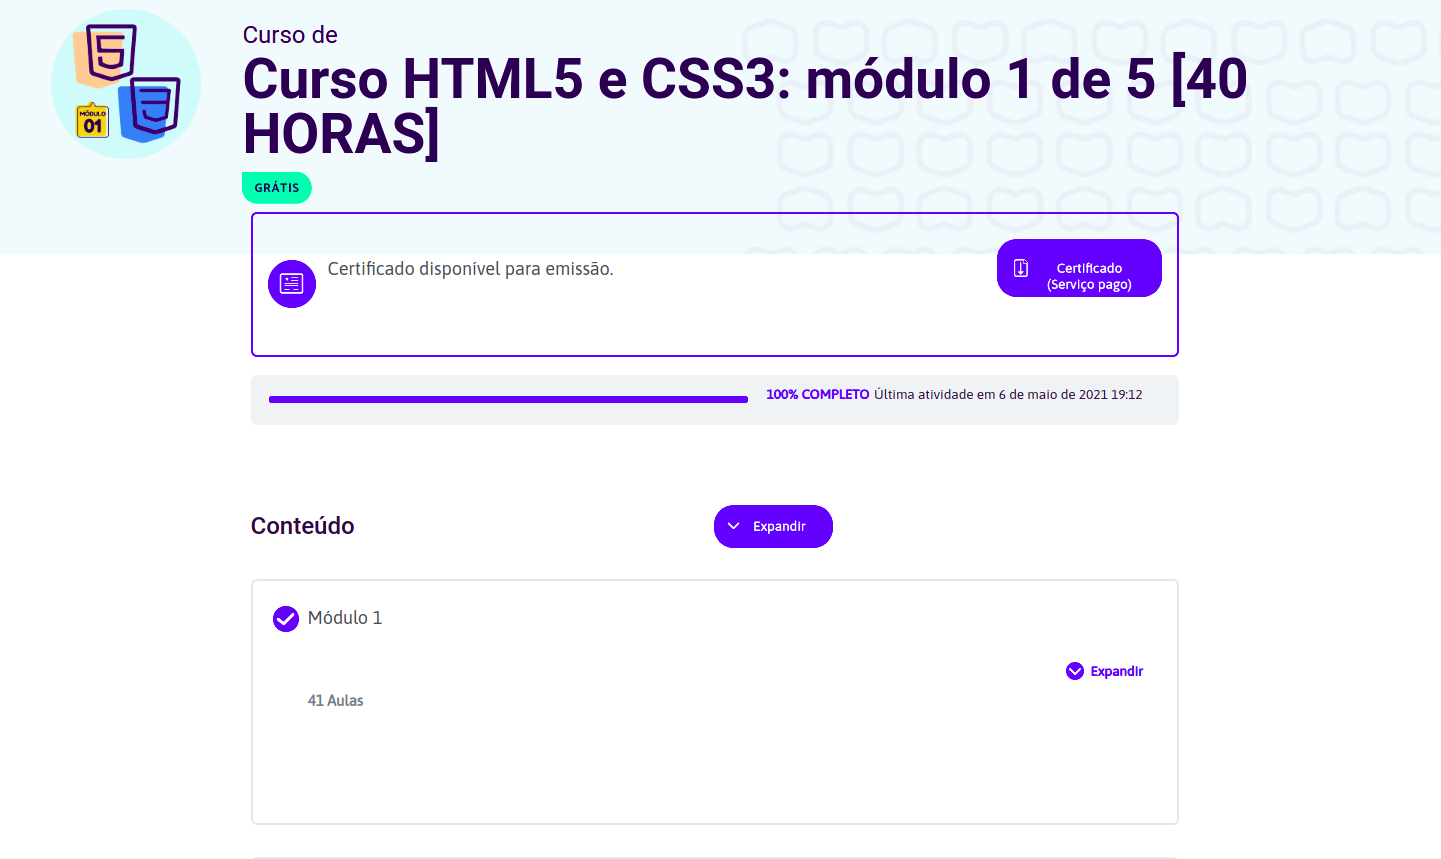 Curso de
Curso HTML5 e CSS3: módulo 1 de 5 [40
HORAS]
MÓDULO
01
GRÁTIS
Certificado disponível para emissão.
Certificado
(Serviço pago)
100% COMPLETO Última atividade em 6 de maio de 2021 19:12
Conteúdo
Expandir
Módulo 1
Expandir
41 Aulas